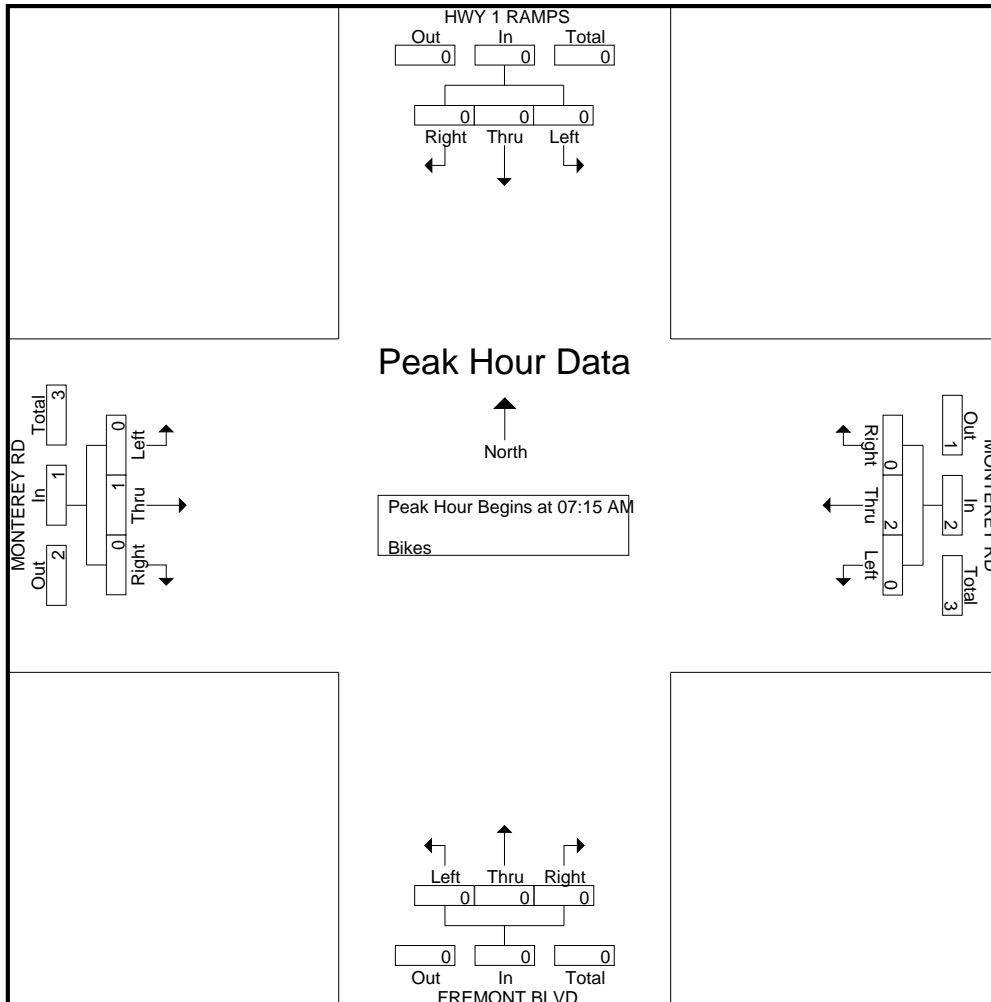 HWY 1 RAMPS
Out In Total
0 0 0
0 0 0
Right Thru Left
Peak Hour Data
North
Peak Hour Begins at 07:15 AM
Bikes
MONTEREY RD
Total In Out
3 1 2
0 1 0
Left Thru Right
Right Thru Left
0 2 0
Out In Total
1 2 3
MONTEREY RD
Left Thru Right
0 0 0
0 0 0
Out In Total
FREMONT BLVD